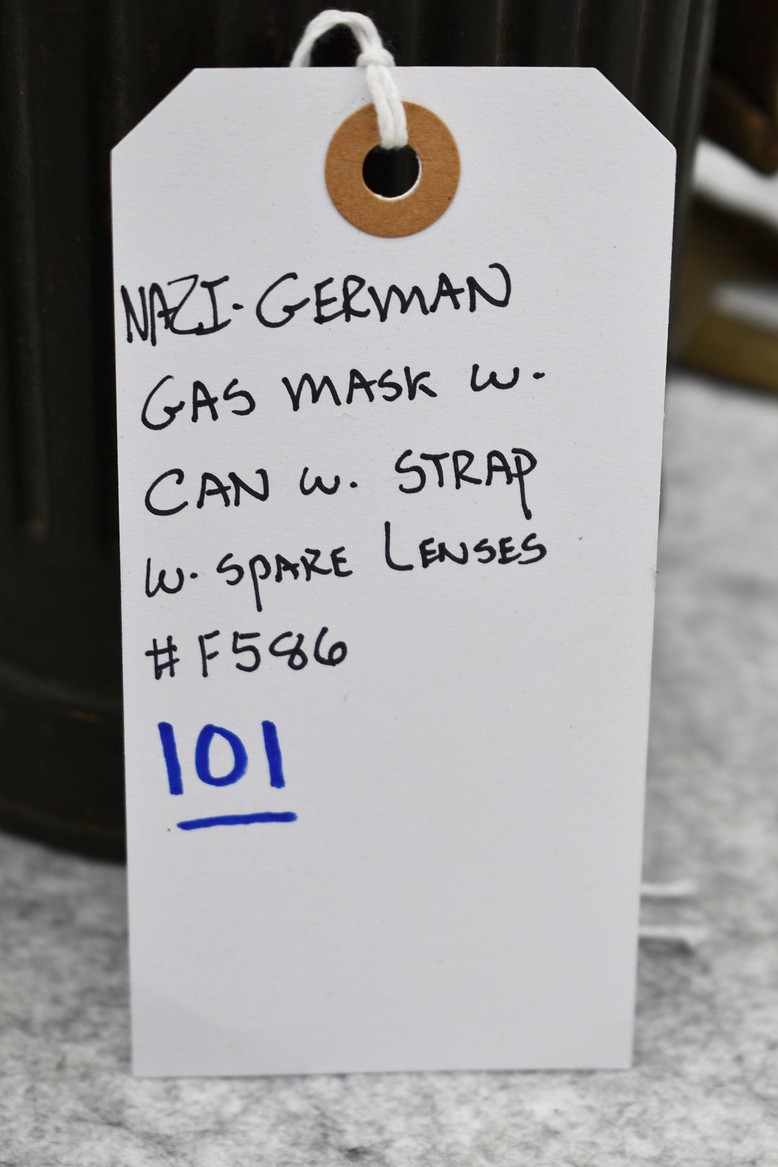 NAZI-GERMAN
GAS MASK W.
CAN W. STRAP
W. SPARE LENSES
#F586
101